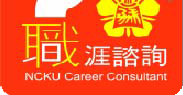 職涯諮詢
NCKU Career Consultant